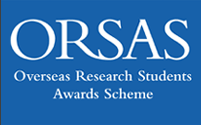 ORSAS
Overseas Research Students
Awards Scheme